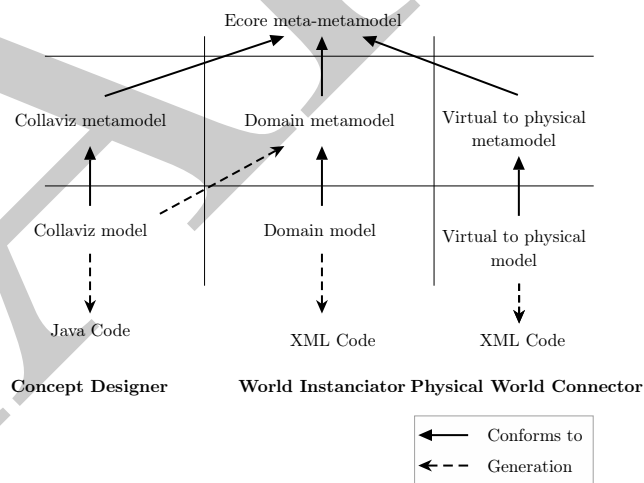 Ecore meta-metamodel
Collaviz metamodel
Domain metamodel
Virtual to physical
metamodel
Collaviz model
Domain model
Virtual to physical
model
Java Code
XML Code
XML Code
Concept Designer
World Instanciator
Physical World Connector
Conforms to
Generation